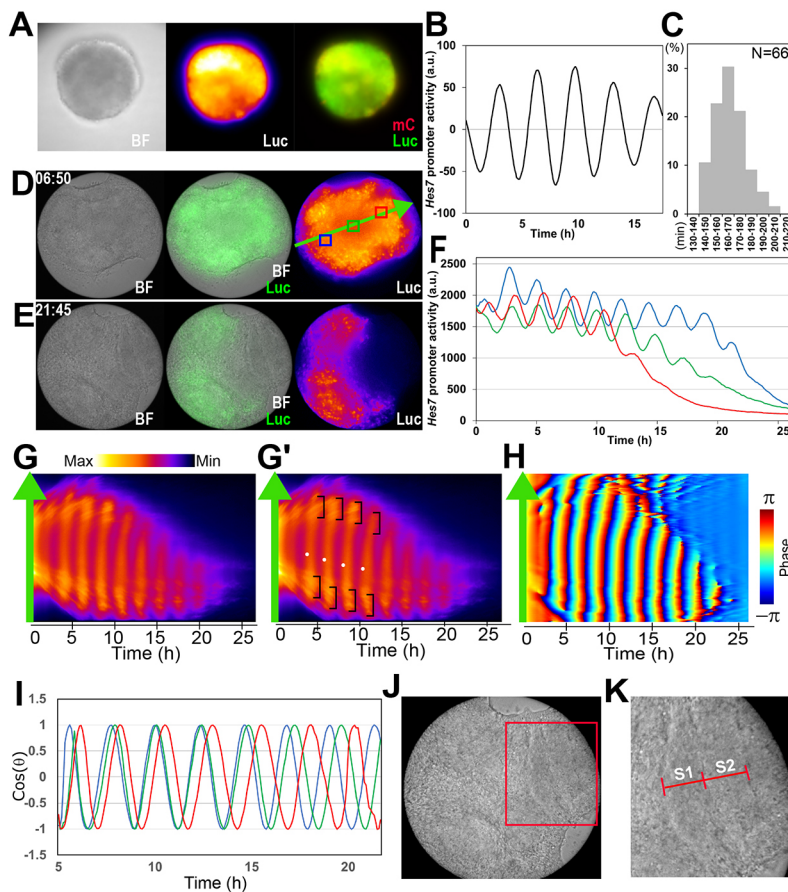 A
BF
Luc
mC
Luc
B
Hes7 promoter activity (a.u.)
100
75
50
25
0
-25
-50
-75
-100
0
5
10
15
Time (h)
C
(%)
N=66
40
30
20
10
0
(min)
130-140
140-150
150-160
160-170
170-180
180-190
190-200
200-210
210-220
D
06:50
BF
BF
Luc
Luc
E
21:45
BF
BF
Luc
Luc
F
Hes7 promoter activity (a.u.)
2500
2000
1500
1000
500
0
0
5
10
15
20
25
Time (h)
G
Max
Min
0 5 10 15 20 25
Time (h)
G'
0 5 10 15 20 25
Time (h)
H
π
Phase
−π
0 5 10 15 20 25
Time (h)
I
Cos(θ)
1.5
1
0.5
0
-0.5
-1
-1.5
5 10 15 20
Time (h)
J
K
S1
S2